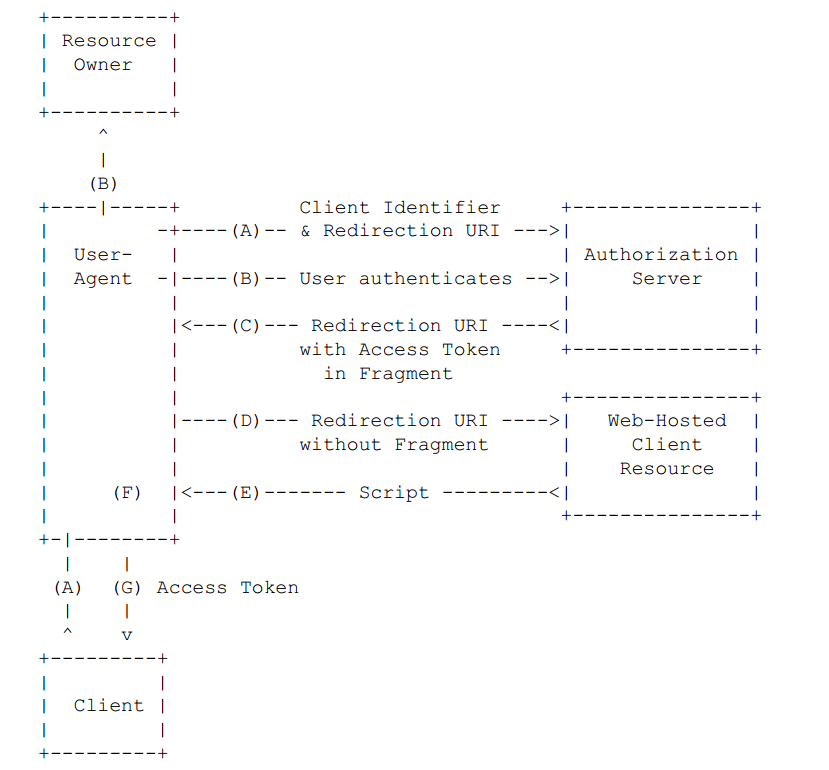 +----------+
| Resource |
|  Owner   |
|          |
+----------+
     ^
     |
    (B)
+----|-----+          Client Identifier     +---------------+
|         -+----(A)-- & Redirection URI --->|               |
|  User-   |                                | Authorization |
|  Agent  -|----(B)-- User authenticates -->|     Server    |
|          |                                |               |
|          |<---(C)--- Redirection URI ----<|               |
|          |          with Access Token     +---------------+
|          |            in Fragment
|          |                                +---------------+
|          |----(D)--- Redirection URI ---->|   Web-Hosted  |
|          |          without Fragment      |     Client    |
|          |                                |    Resource   |
|     (F)  |<---(E)------- Script ---------<|               |
|          |                                +---------------+
+-|--------+
  |    |
 (A)  (G) Access Token
  |    |
  ^    v
+---------+
|         |
|  Client |
|         |
+---------+